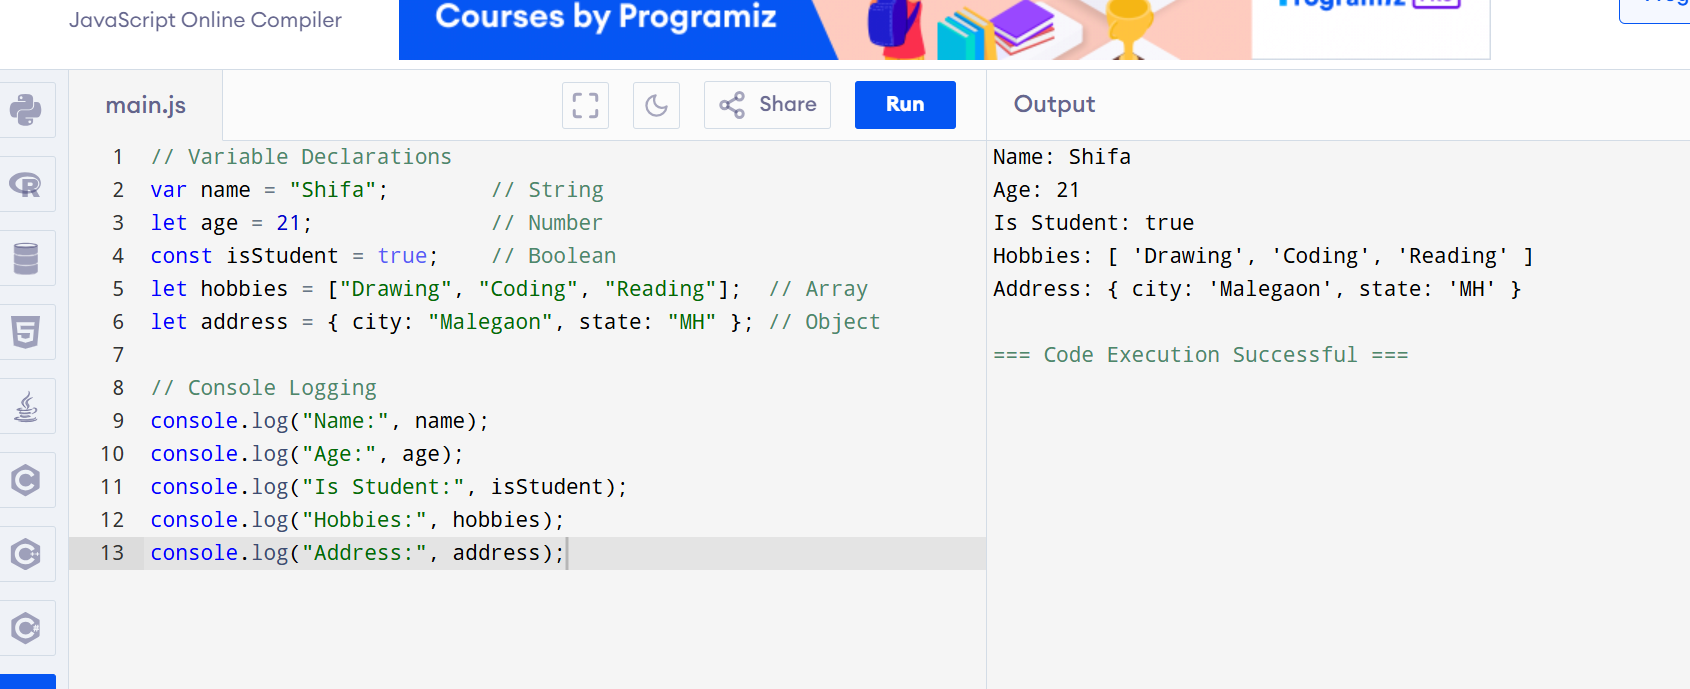 JavaScript Online Compiler
Courses by Programiz
main.js
Share
Run
Output
1 // Variable Declarations
2 var name = "Shifa";        // String
3 let age = 21;              // Number
4 const isStudent = true;    // Boolean
5 let hobbies = ["Drawing", "Coding", "Reading"];  // Array
6 let address = { city: "Malegaon", state: "MH" }; // Object
7
8 // Console Logging
9 console.log("Name:", name);
10 console.log("Age:", age);
11 console.log("Is Student:", isStudent);
12 console.log("Hobbies:", hobbies);
13 console.log("Address:", address);
Name: Shifa
Age: 21
Is Student: true
Hobbies: [ 'Drawing', 'Coding', 'Reading' ]
Address: { city: 'Malegaon', state: 'MH' }
=== Code Execution Successful ===